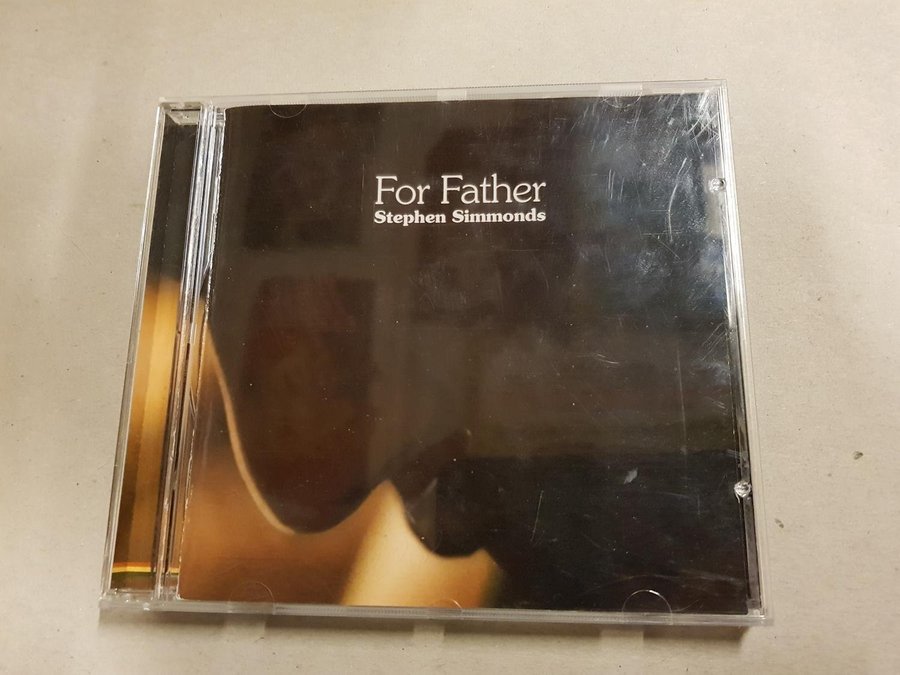 For Father
Stephen Simmonds